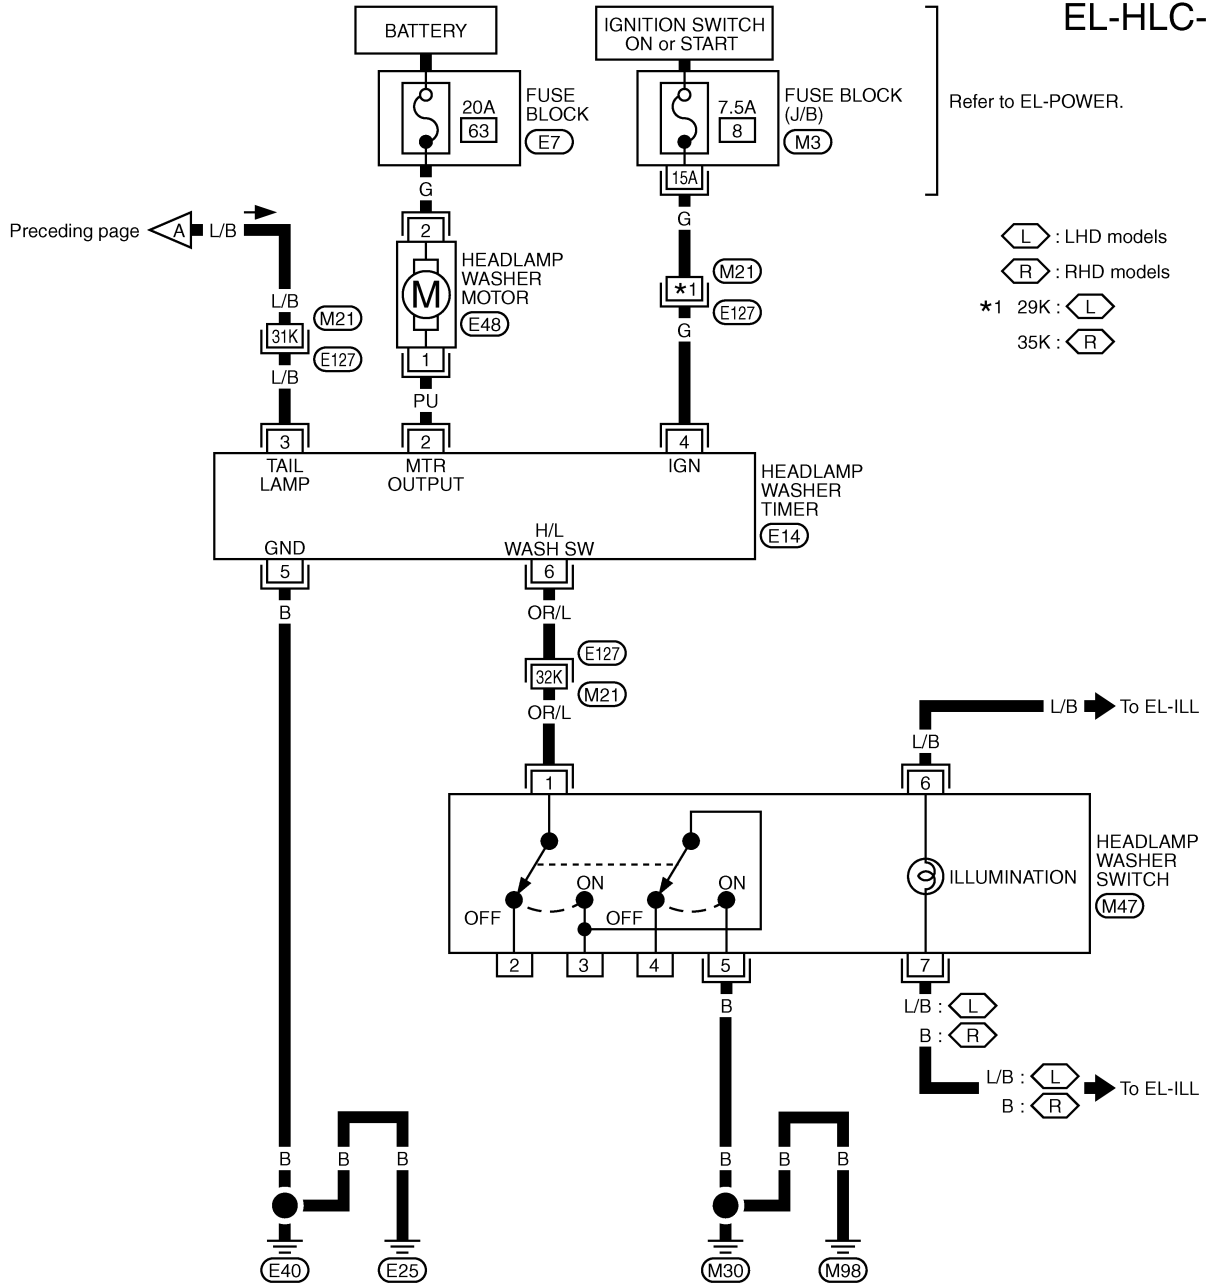 EL-HLC-
BATTERY
IGNITION SWITCH
ON or START
20A
63
FUSE
BLOCK
E7
7.5A
8
FUSE BLOCK
(J/B)
M3
Refer to EL-POWER.
15A
G
G
2
Preceding page
A
L/B
L : LHD models
R : RHD models
*1 29K : L
35K : R
M
HEADLAMP
WASHER
MOTOR
E48
*1
M21
E127
L/B
31K
M21
E127
L/B
G
1
PU
3
2
4
TAIL
LAMP
MTR
OUTPUT
IGN
HEADLAMP
WASHER
TIMER
E14
GND
H/L
WASH SW
5
6
B
OR/L
32K
E127
M21
OR/L
L/B
To EL-ILL
L/B
1
6
ON
ON
OFF
OFF
ILLUMINATION
HEADLAMP
WASHER
SWITCH
M47
2
3
4
5
7
B
L/B : L
B : R
L/B : L
B : R
To EL-ILL
B
B
B
B
B
B
E40
E25
M30
M98